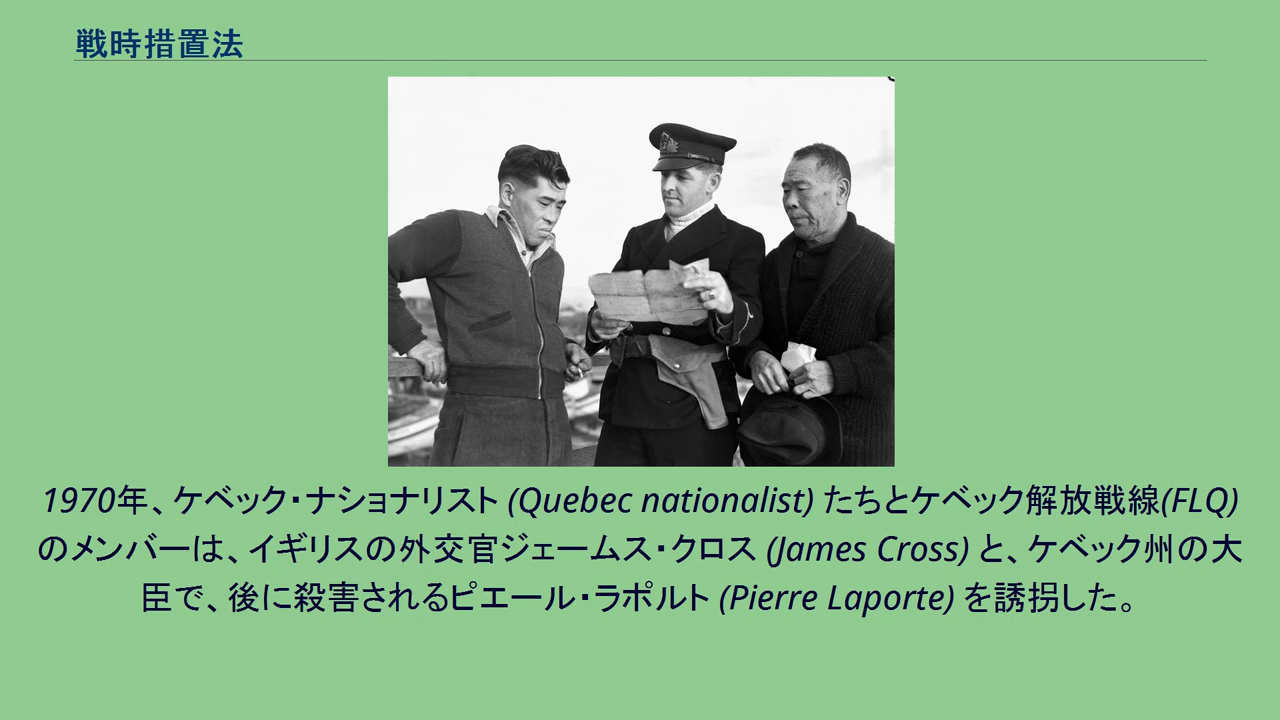 戦時措置法
1970年、ケベック・ナショナリスト (Quebec nationalist) たちとケベック解放戦線(FLQ)
のメンバーは、イギリスの外交官ジェームス・クロス (James Cross) と、ケベック州の大
臣で、後に殺害されるピエール・ラポルト (Pierre Laporte) を誘拐した。